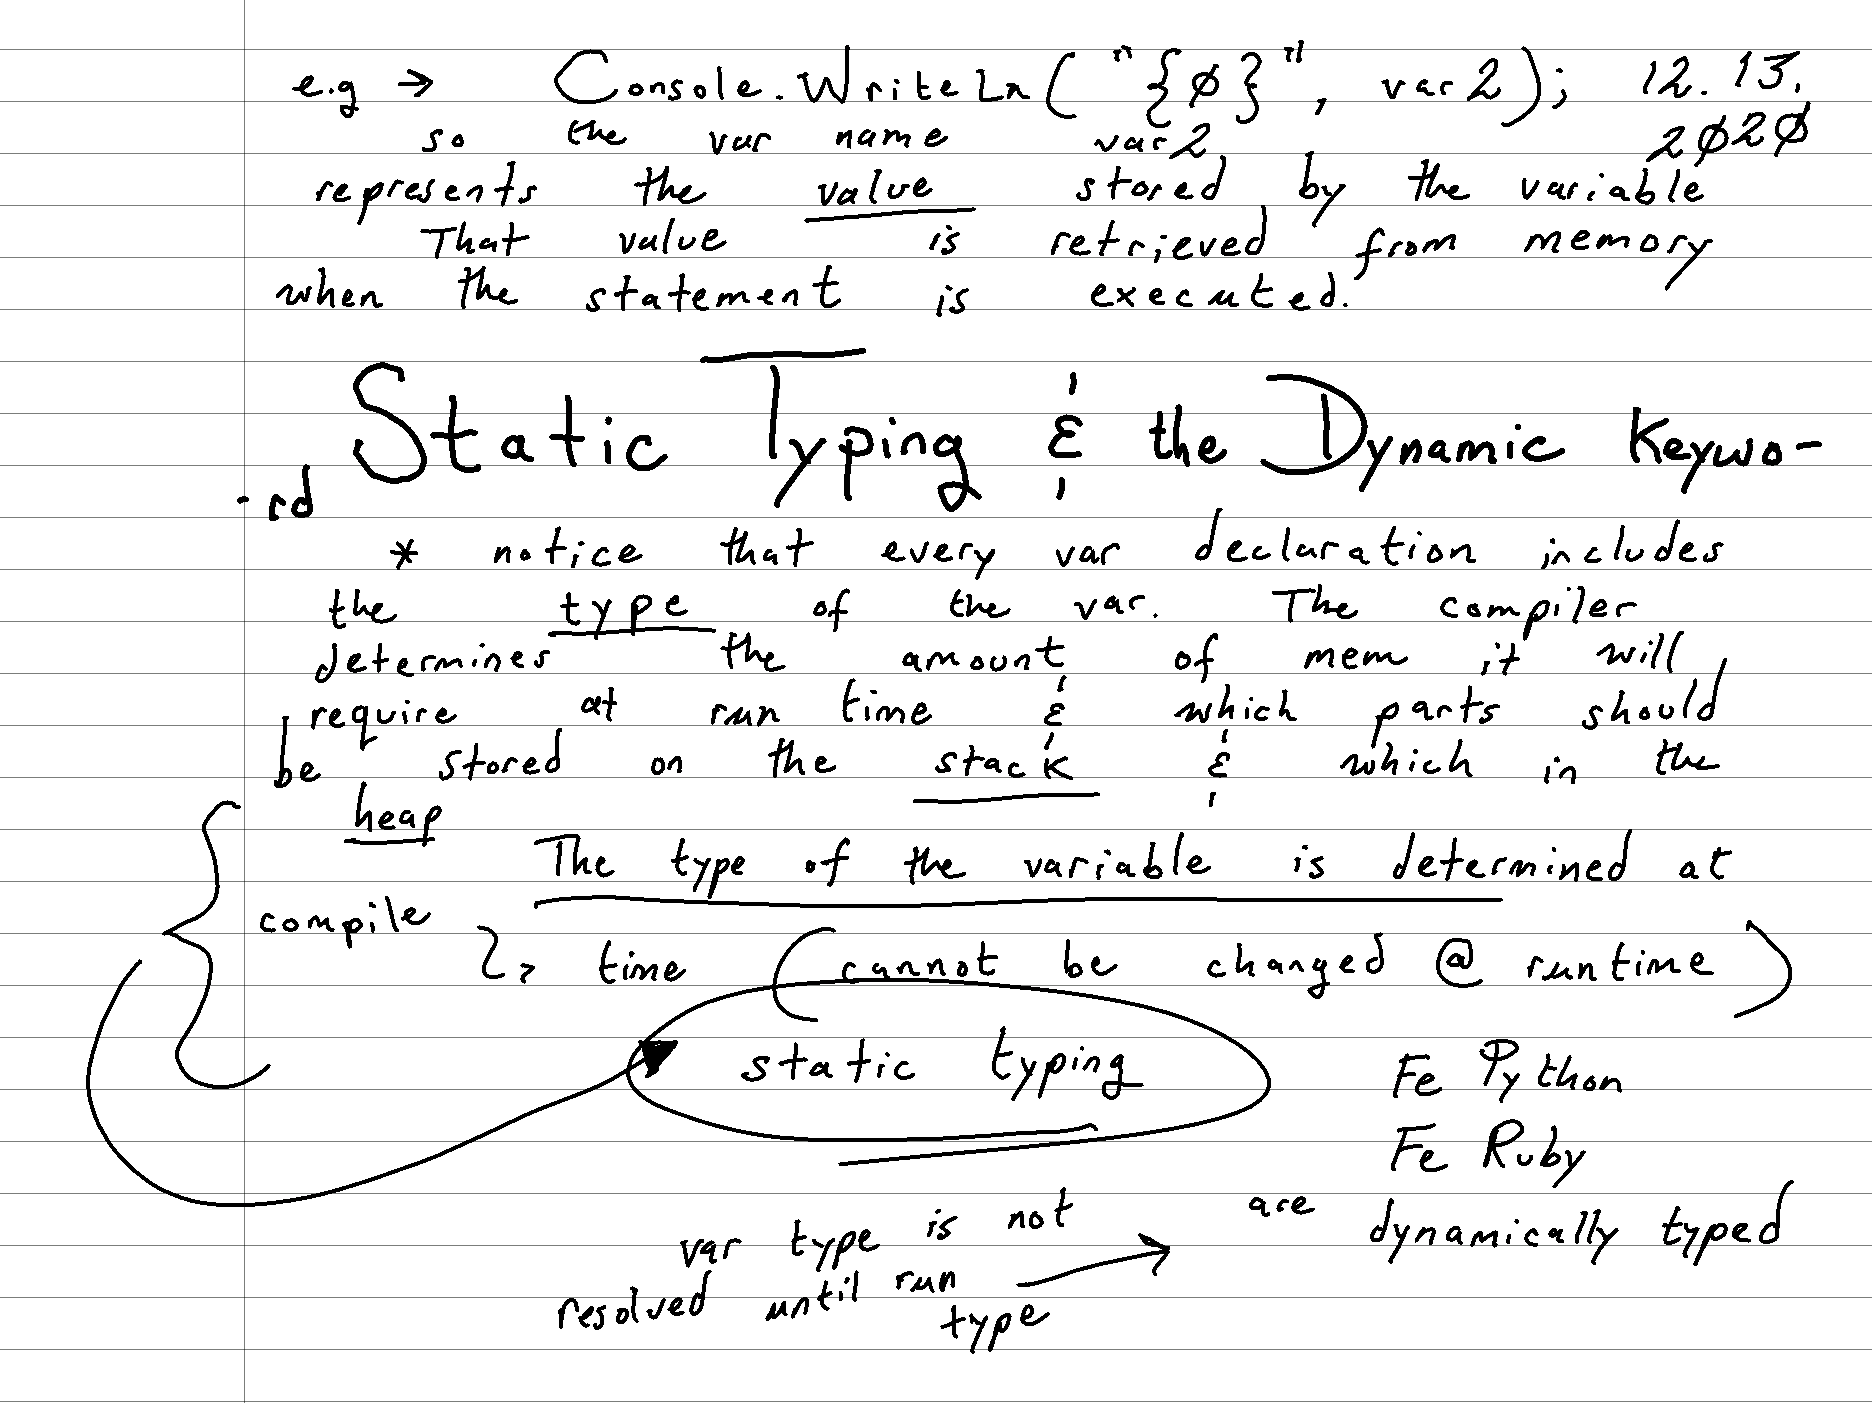 e.g → Console.WriteLn("{0}", var2); 12.13.
2020
so the var name var2
represents the value stored by the variable
That value is retrieved from memory
when the statement is executed.
Static Typing & the Dynamic Keywo-
-rd
* notice that every var declaration includes
the type of the var. The compiler
determines the amount of mem it will
require at run time & which parts should
be stored on the stack & which in the
heap
The type of the variable is determined at
compile
time (cannot be changed @ runtime)
static typing
Fe Python
Fe Ruby
are dynamically typed
var type is not
resolved until run →
type